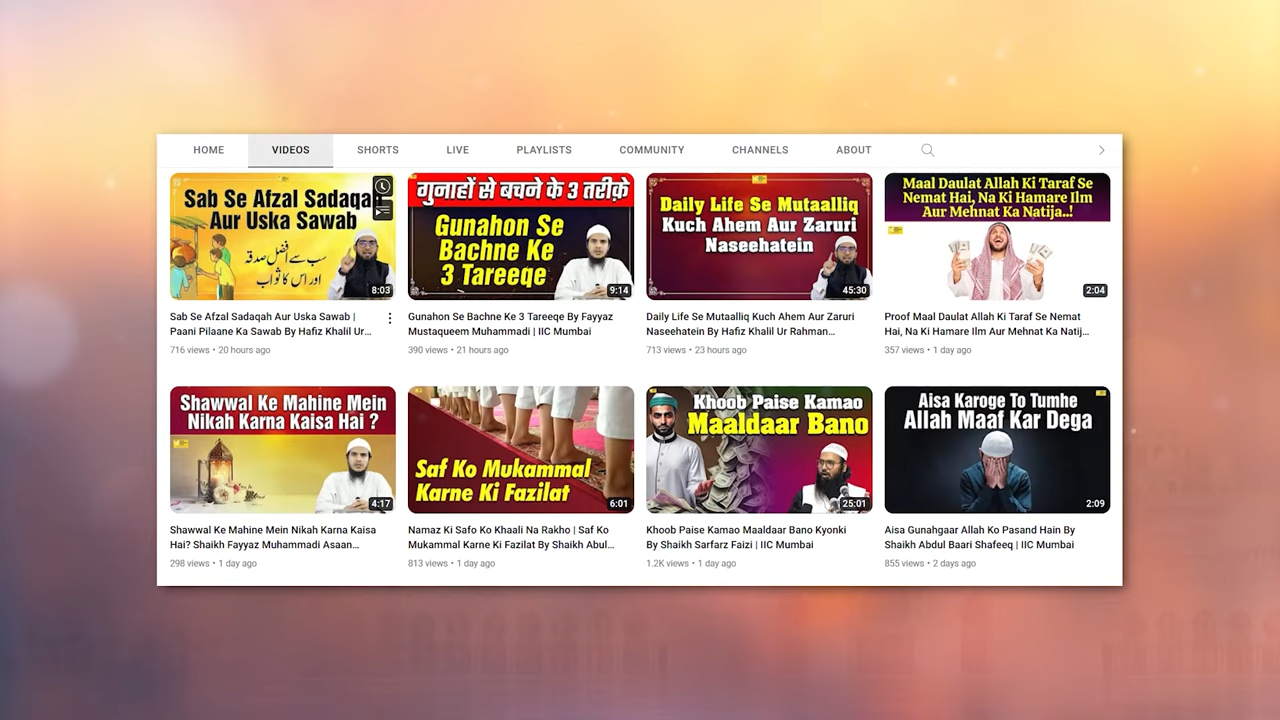 HOME VIDEOS SHORTS LIVE PLAYLISTS COMMUNITY CHANNELS ABOUT
Sab Se Afzal Sadaqah
Aur Uska Sawab
سب سے افضل صدقہ
اور اس کا ثواب
8:03
Sab Se Afzal Sadaqah Aur Uska Sawab |
Paani Pilaane Ka Sawab By Hafiz Khalil Ur...
716 views • 20 hours ago
गुनाहों से बचने के 3 तरीक़े
Gunahon Se
Bachne Ke
3 Tareeqe
9:14
Gunahon Se Bachne Ke 3 Tareeqe By Fayyaz
Mustaqueem Muhammadi | IIC Mumbai
390 views • 21 hours ago
Daily Life Se Mutaalliq
Kuch Ahem Aur Zaruri
Naseehatein
45:30
Daily Life Se Mutaalliq Kuch Ahem Aur Zaruri
Naseehatein By Hafiz Khalil Ur Rahman...
713 views • 23 hours ago
Maal Daulat Allah Ki Taraf Se
Nemat Hai, Na Ki Hamare Ilm
Aur Mehnat Ka Natija..!
2:04
Proof Maal Daulat Allah Ki Taraf Se Nemat
Hai, Na Ki Hamare Ilm Aur Mehnat Ka Natij...
357 views • 1 day ago
Shawwal Ke Mahine Mein
Nikah Karna Kaisa Hai ?
4:17
Shawwal Ke Mahine Mein Nikah Karna Kaisa
Hai? Shaikh Fayyaz Muhammadi Asaan...
298 views • 1 day ago
Saf Ko Mukammal
Karne Ki Fazilat
6:01
Namaz Ki Safo Ko Khaali Na Rakho | Saf Ko
Mukammal Karne Ki Fazilat By Shaikh Abul...
813 views • 1 day ago
Khoob Paise Kamao
Maaldaar Bano
25:01
Khoob Paise Kamao Maaldaar Bano Kyonki
By Shaikh Sarfarz Faizi | IIC Mumbai
1.2K views • 1 day ago
Aisa Karoge To Tumhe
Allah Maaf Kar Dega
2:09
Aisa Gunahgaar Allah Ko Pasand Hain By
Shaikh Abdul Baari Shafeeq | IIC Mumbai
855 views • 2 days ago